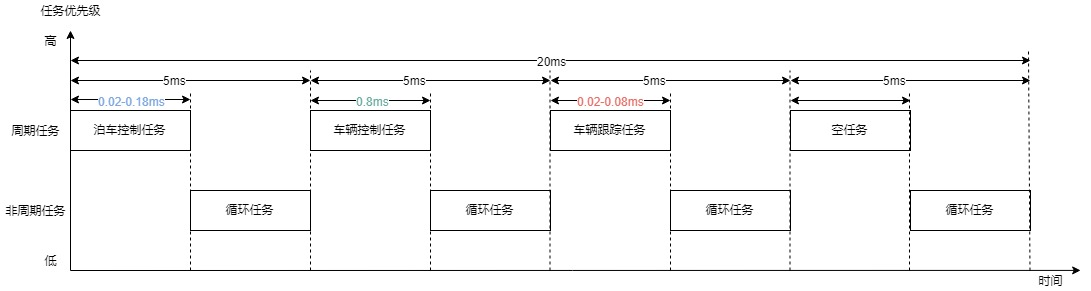 任务优先级
高
20ms
5ms
5ms
5ms
5ms
0.02-0.18ms
0.8ms
0.02-0.08ms
周期任务
泊车控制任务
车辆控制任务
车辆跟踪任务
空任务
非周期任务
循环任务
循环任务
循环任务
循环任务
低
时间